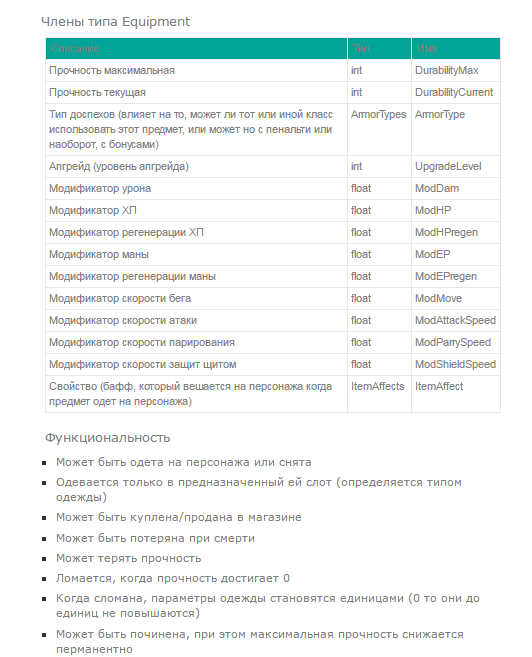 Члены типа Equipment
Описание Тип Имя
Прочность максимальная int DurabilityMax
Прочность текущая int DurabilityCurrent
Тип доспехов (влияет на то, может ли тот или иной класс ArmorTypes ArmorType
использовать этот предмет, или может но с пенальти или
наоборот, с бонусами)
Апгрейд (уровень апгрейда) int UpgradeLevel
Модификатор урона float ModDam
Модификатор ХП float ModHP
Модификатор регенерации ХП float ModHPregen
Модификатор маны float ModEP
Модификатор регенерации маны float ModEPregen
Модификатор скорости бега float ModMove
Модификатор скорости атаки float ModAttackSpeed
Модификатор скорости парирования float ModParrySpeed
Модификатор скорости защит щитом float ModShieldSpeed
Свойство (бафф, который вешается на персонажа когда ItemAffects ItemAffect
предмет одет на персонажа)
Функциональность
Может быть одета на персонажа или снята
Одевается только в предназначенный ей слот (определяется типом
одежды)
Может быть куплена/продана в магазине
Может быть потеряна при смерти
Может терять прочность
Ломается, когда прочность достигает 0
Когда сломана, параметры одежды становятся единицами (0 то они до
единиц не повышаются)
Может быть починена, при этом максимальная прочность снижается
перманентно